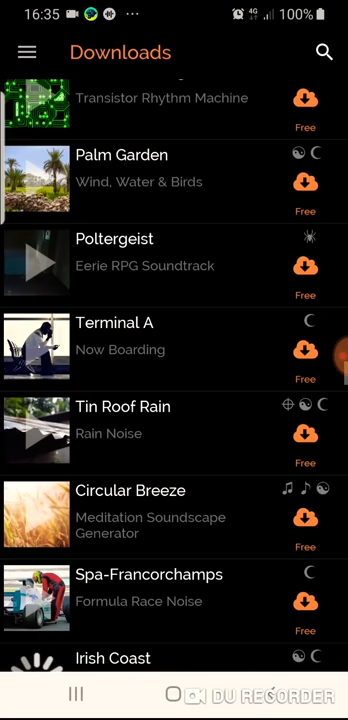 16:35
4G
100%
Downloads
Transistor Rhythm Machine
Free
Palm Garden
Wind, Water & Birds
Free
Poltergeist
Eerie RPG Soundtrack
Free
Terminal A
Now Boarding
Free
Tin Roof Rain
Rain Noise
Free
Circular Breeze
Meditation Soundscape
Generator
Free
Spa-Francorchamps
Formula Race Noise
Free
Irish Coast
DU RECORDER